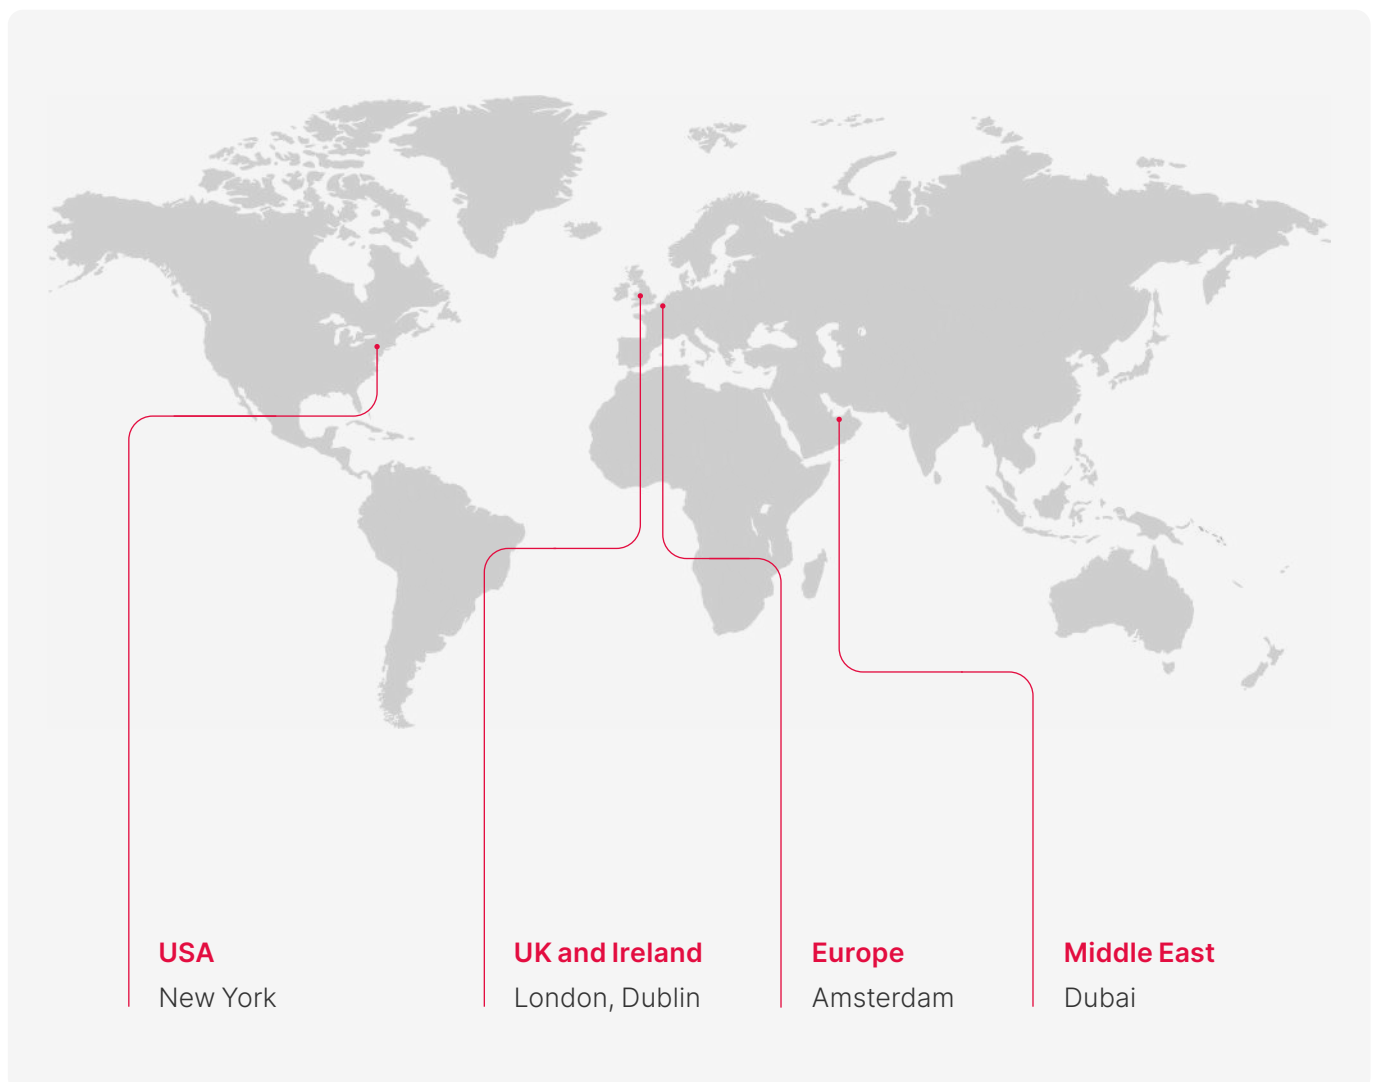 USA
New York
UK and Ireland
London, Dublin
Europe
Amsterdam
Middle East
Dubai